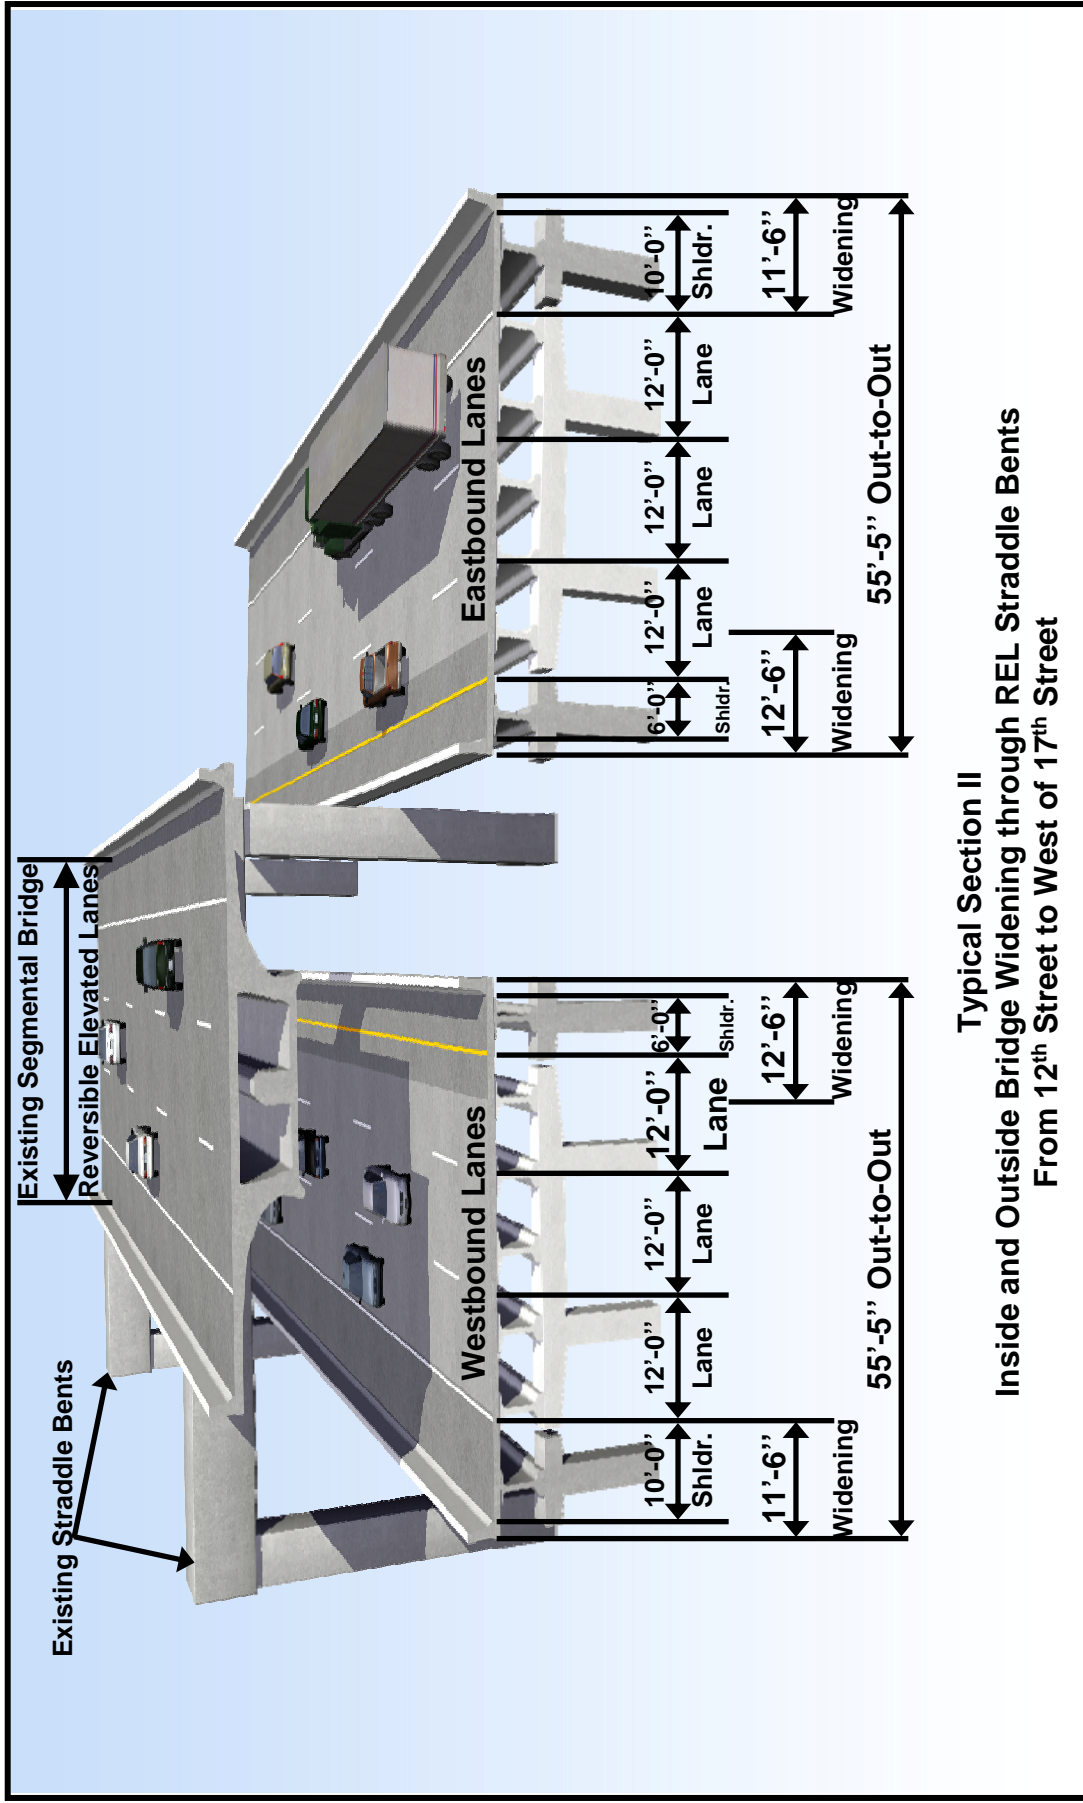 Existing Straddle Bents
Existing Segmental Bridge
Reversible Elevated Lanes
Westbound Lanes
Eastbound Lanes
10’-0”
Shldr.
12’-0”
Lane
12’-0”
Lane
12’-0”
Lane
6’-0”
Shldr.
11’-6”
Widening
12’-6”
Widening
55’-5” Out-to-Out
6’-0”
Shldr.
12’-0”
Lane
12’-0”
Lane
12’-0”
Lane
10’-0”
Shldr.
12’-6”
Widening
11’-6”
Widening
55’-5” Out-to-Out
Typical Section II
Inside and Outside Bridge Widening through REL Straddle Bents
From 12th Street to West of 17th Street